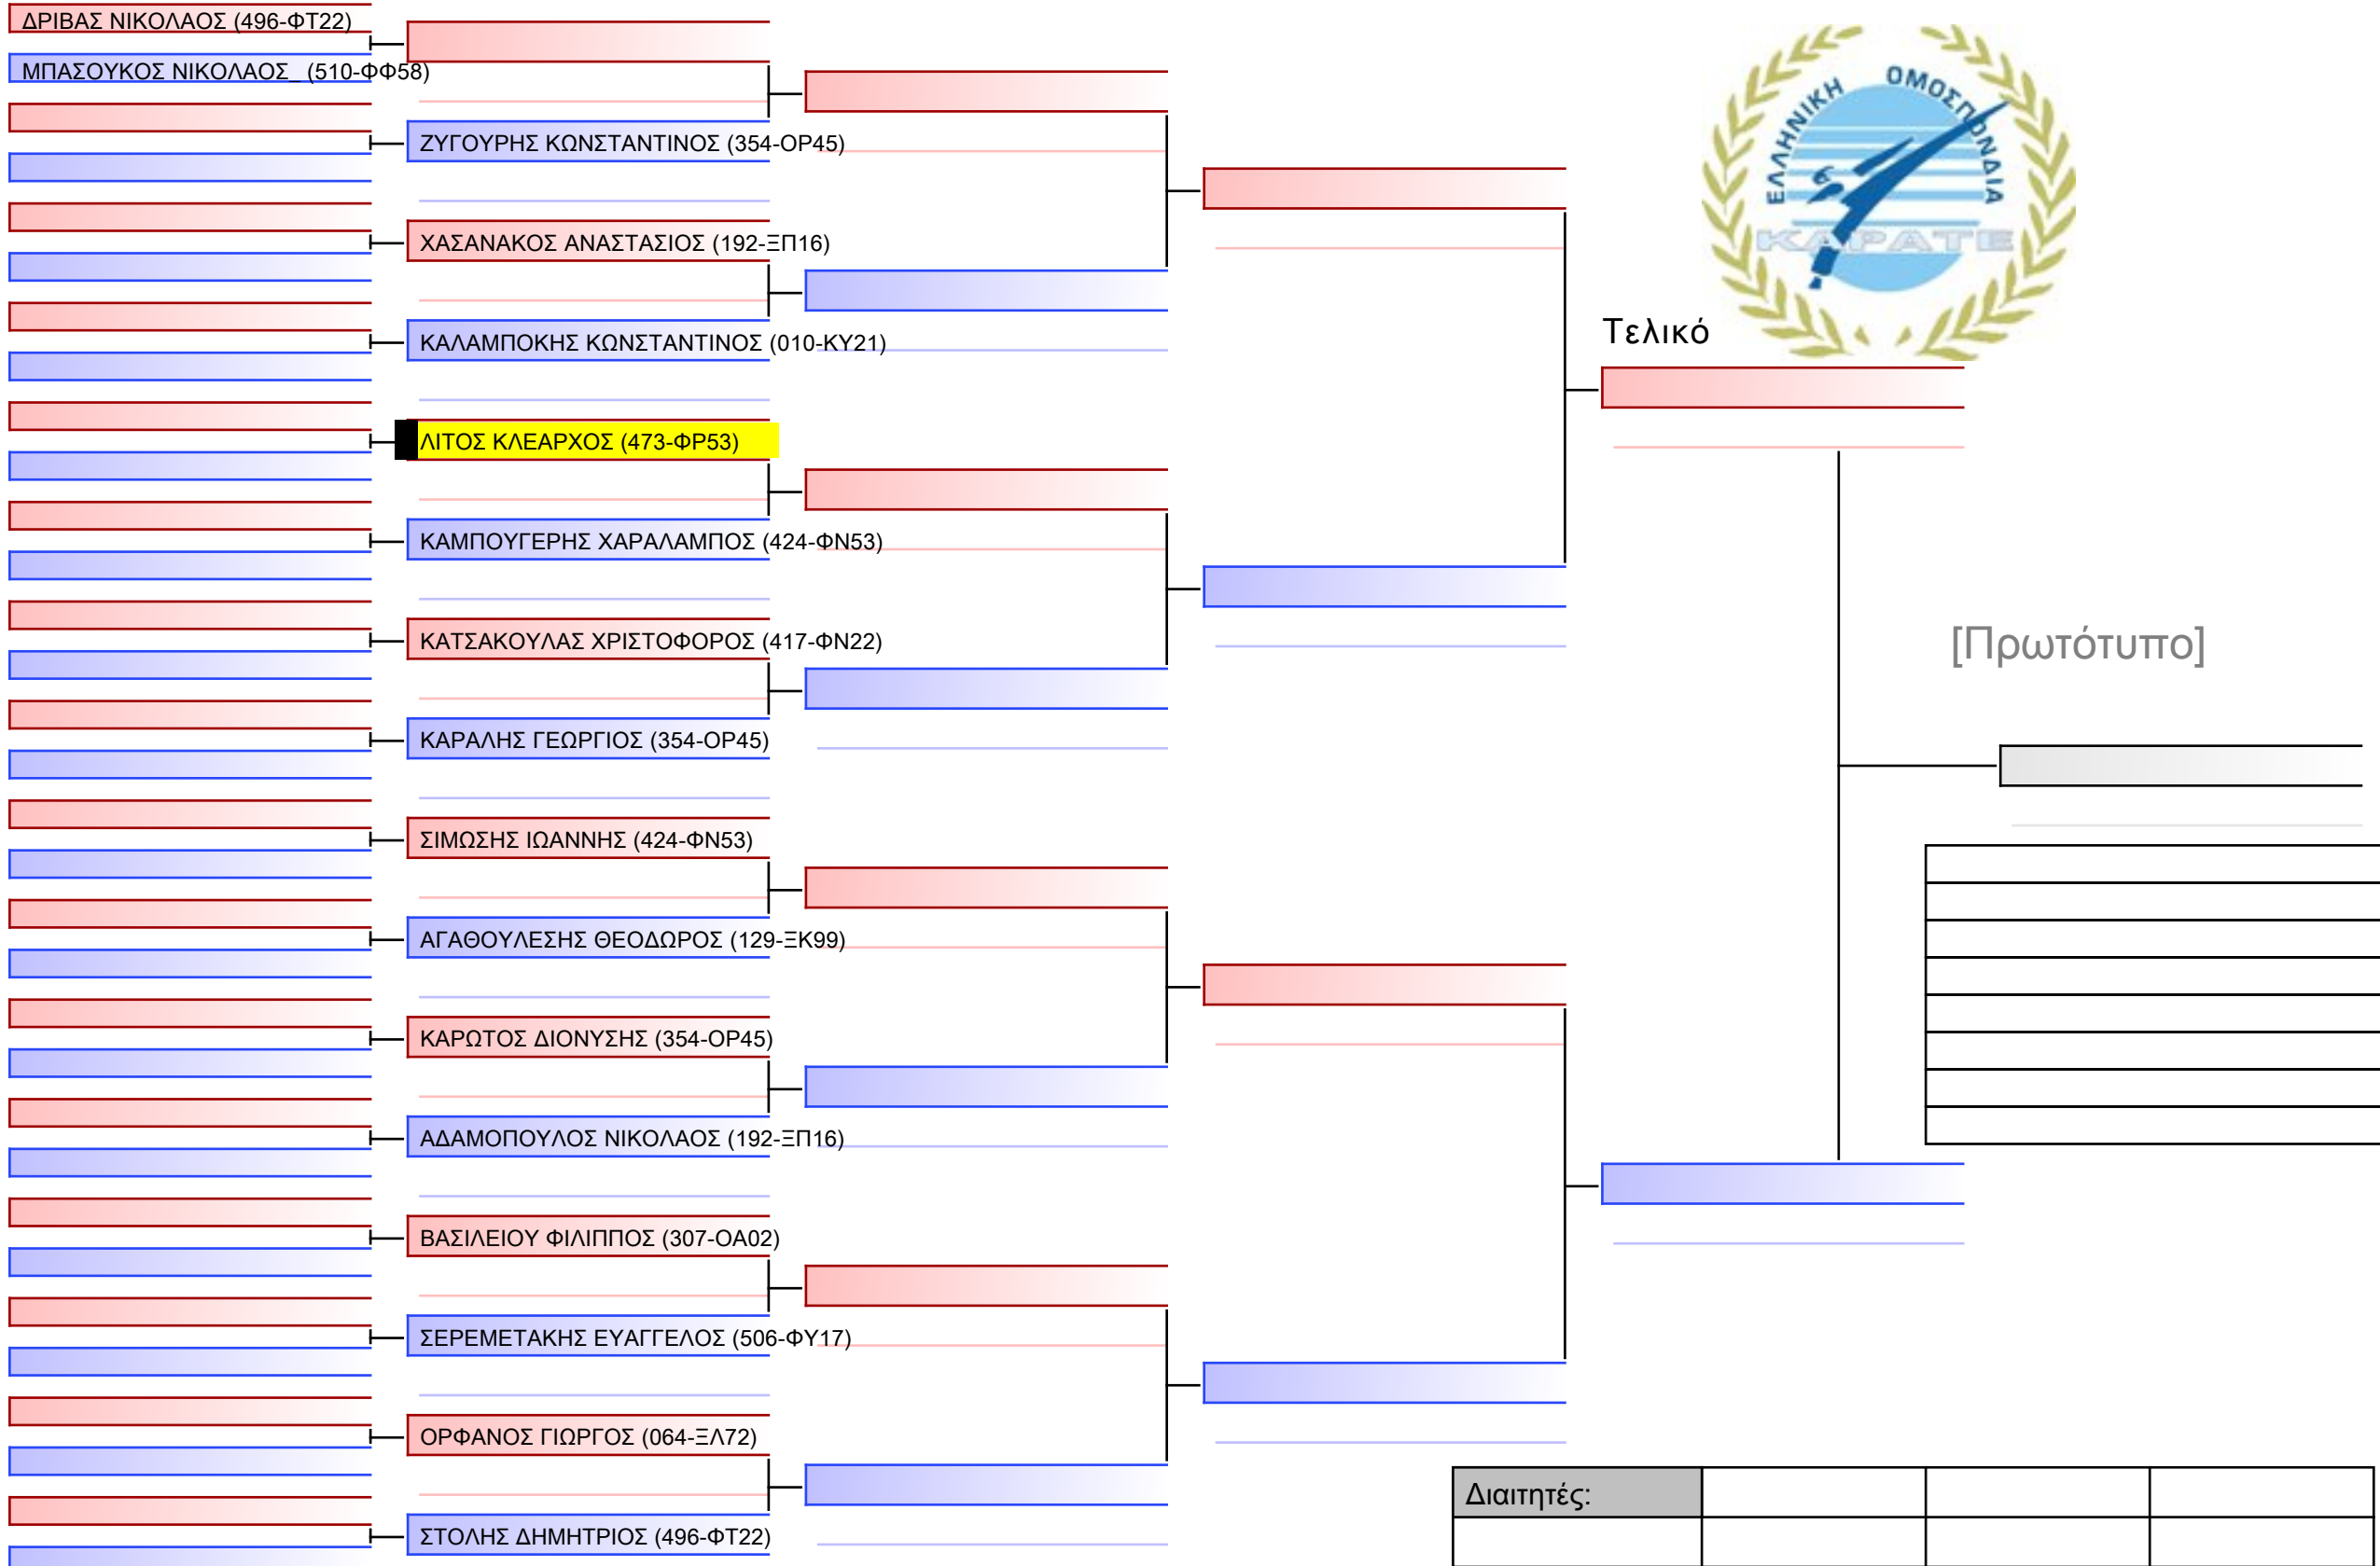 ΔΡΙΒΑΣ ΝΙΚΟΛΑΟΣ (496-ΦΤ22)
ΜΠΑΣΟΥΚΟΣ ΝΙΚΟΛΑΟΣ_ (510-ΦΦ58)
ΖΥΓΟΥΡΗΣ ΚΩΝΣΤΑΝΤΙΝΟΣ (354-ΟΡ45)
ΧΑΣΑΝΑΚΟΣ ΑΝΑΣΤΑΣΙΟΣ (192-ΞΠ16)
ΚΑΛΑΜΠΟΚΗΣ ΚΩΝΣΤΑΝΤΙΝΟΣ (010-ΚΥ21)
ΛΙΤΟΣ ΚΛΕΑΡΧΟΣ (473-ΦΡ53)
ΚΑΜΠΟΥΓΕΡΗΣ ΧΑΡΑΛΑΜΠΟΣ (424-ΦΝ53)
ΚΑΤΣΑΚΟΥΛΑΣ ΧΡΙΣΤΟΦΟΡΟΣ (417-ΦΝ22)
ΚΑΡΑΛΗΣ ΓΕΩΡΓΙΟΣ (354-ΟΡ45)
ΣΙΜΩΣΗΣ ΙΩΑΝΝΗΣ (424-ΦΝ53)
ΑΓΑΘΟΥΛΕΣΗΣ ΘΕΟΔΩΡΟΣ (129-ΞΚ99)
ΚΑΡΩΤΟΣ ΔΙΟΝΥΣΗΣ (354-ΟΡ45)
ΑΔΑΜΟΠΟΥΛΟΣ ΝΙΚΟΛΑΟΣ (192-ΞΠ16)
ΒΑΣΙΛΕΙΟΥ ΦΙΛΙΠΠΟΣ (307-ΟΑ02)
ΣΕΡΕΜΕΤΑΚΗΣ ΕΥΑΓΓΕΛΟΣ (506-ΦΥ17)
ΟΡΦΑΝΟΣ ΓΙΩΡΓΟΣ (064-ΞΛ72)
ΣΤΟΛΗΣ ΔΗΜΗΤΡΙΟΣ (496-ΦΤ22)
ΕΛΛΗΝΙΚΗ ΟΜΟΣΠΟΝΔΙΑ
ΚΑΡΑΤΕ
Τελικό
[Πρωτότυπο]
Διαιτητές: